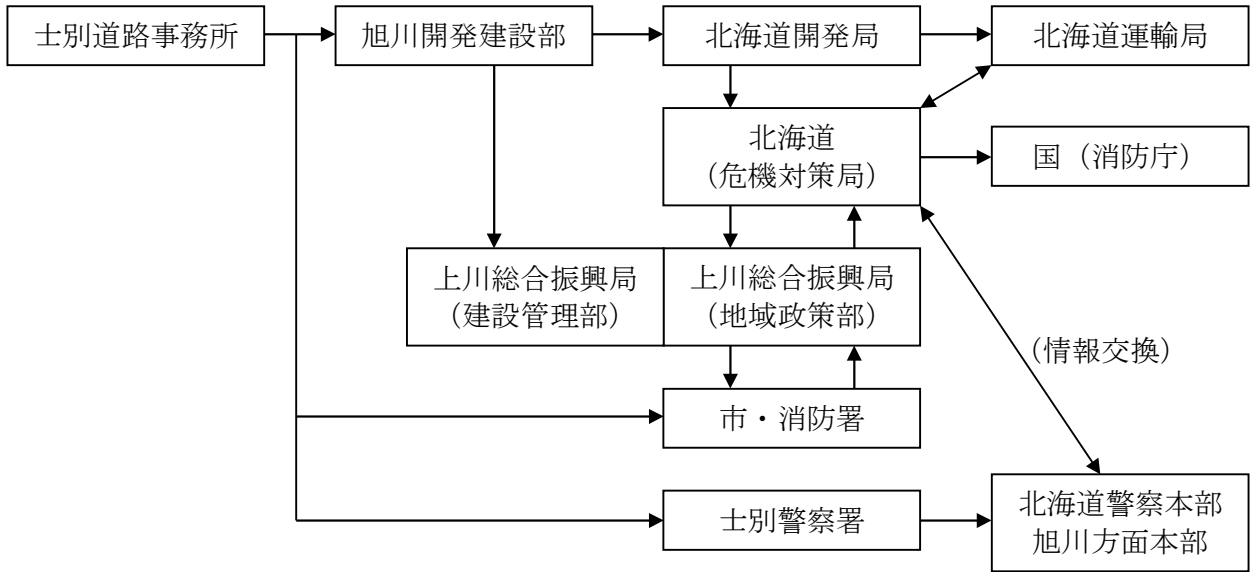 士別道路事務所
旭川開発建設部
北海道開発局
北海道運輸局
北海道
（危機対策局）
国（消防庁）
上川総合振興局
（建設管理部）
上川総合振興局
（地域政策部）
（情報交換）
市・消防署
士別警察署
北海道警察本部
旭川方面本部